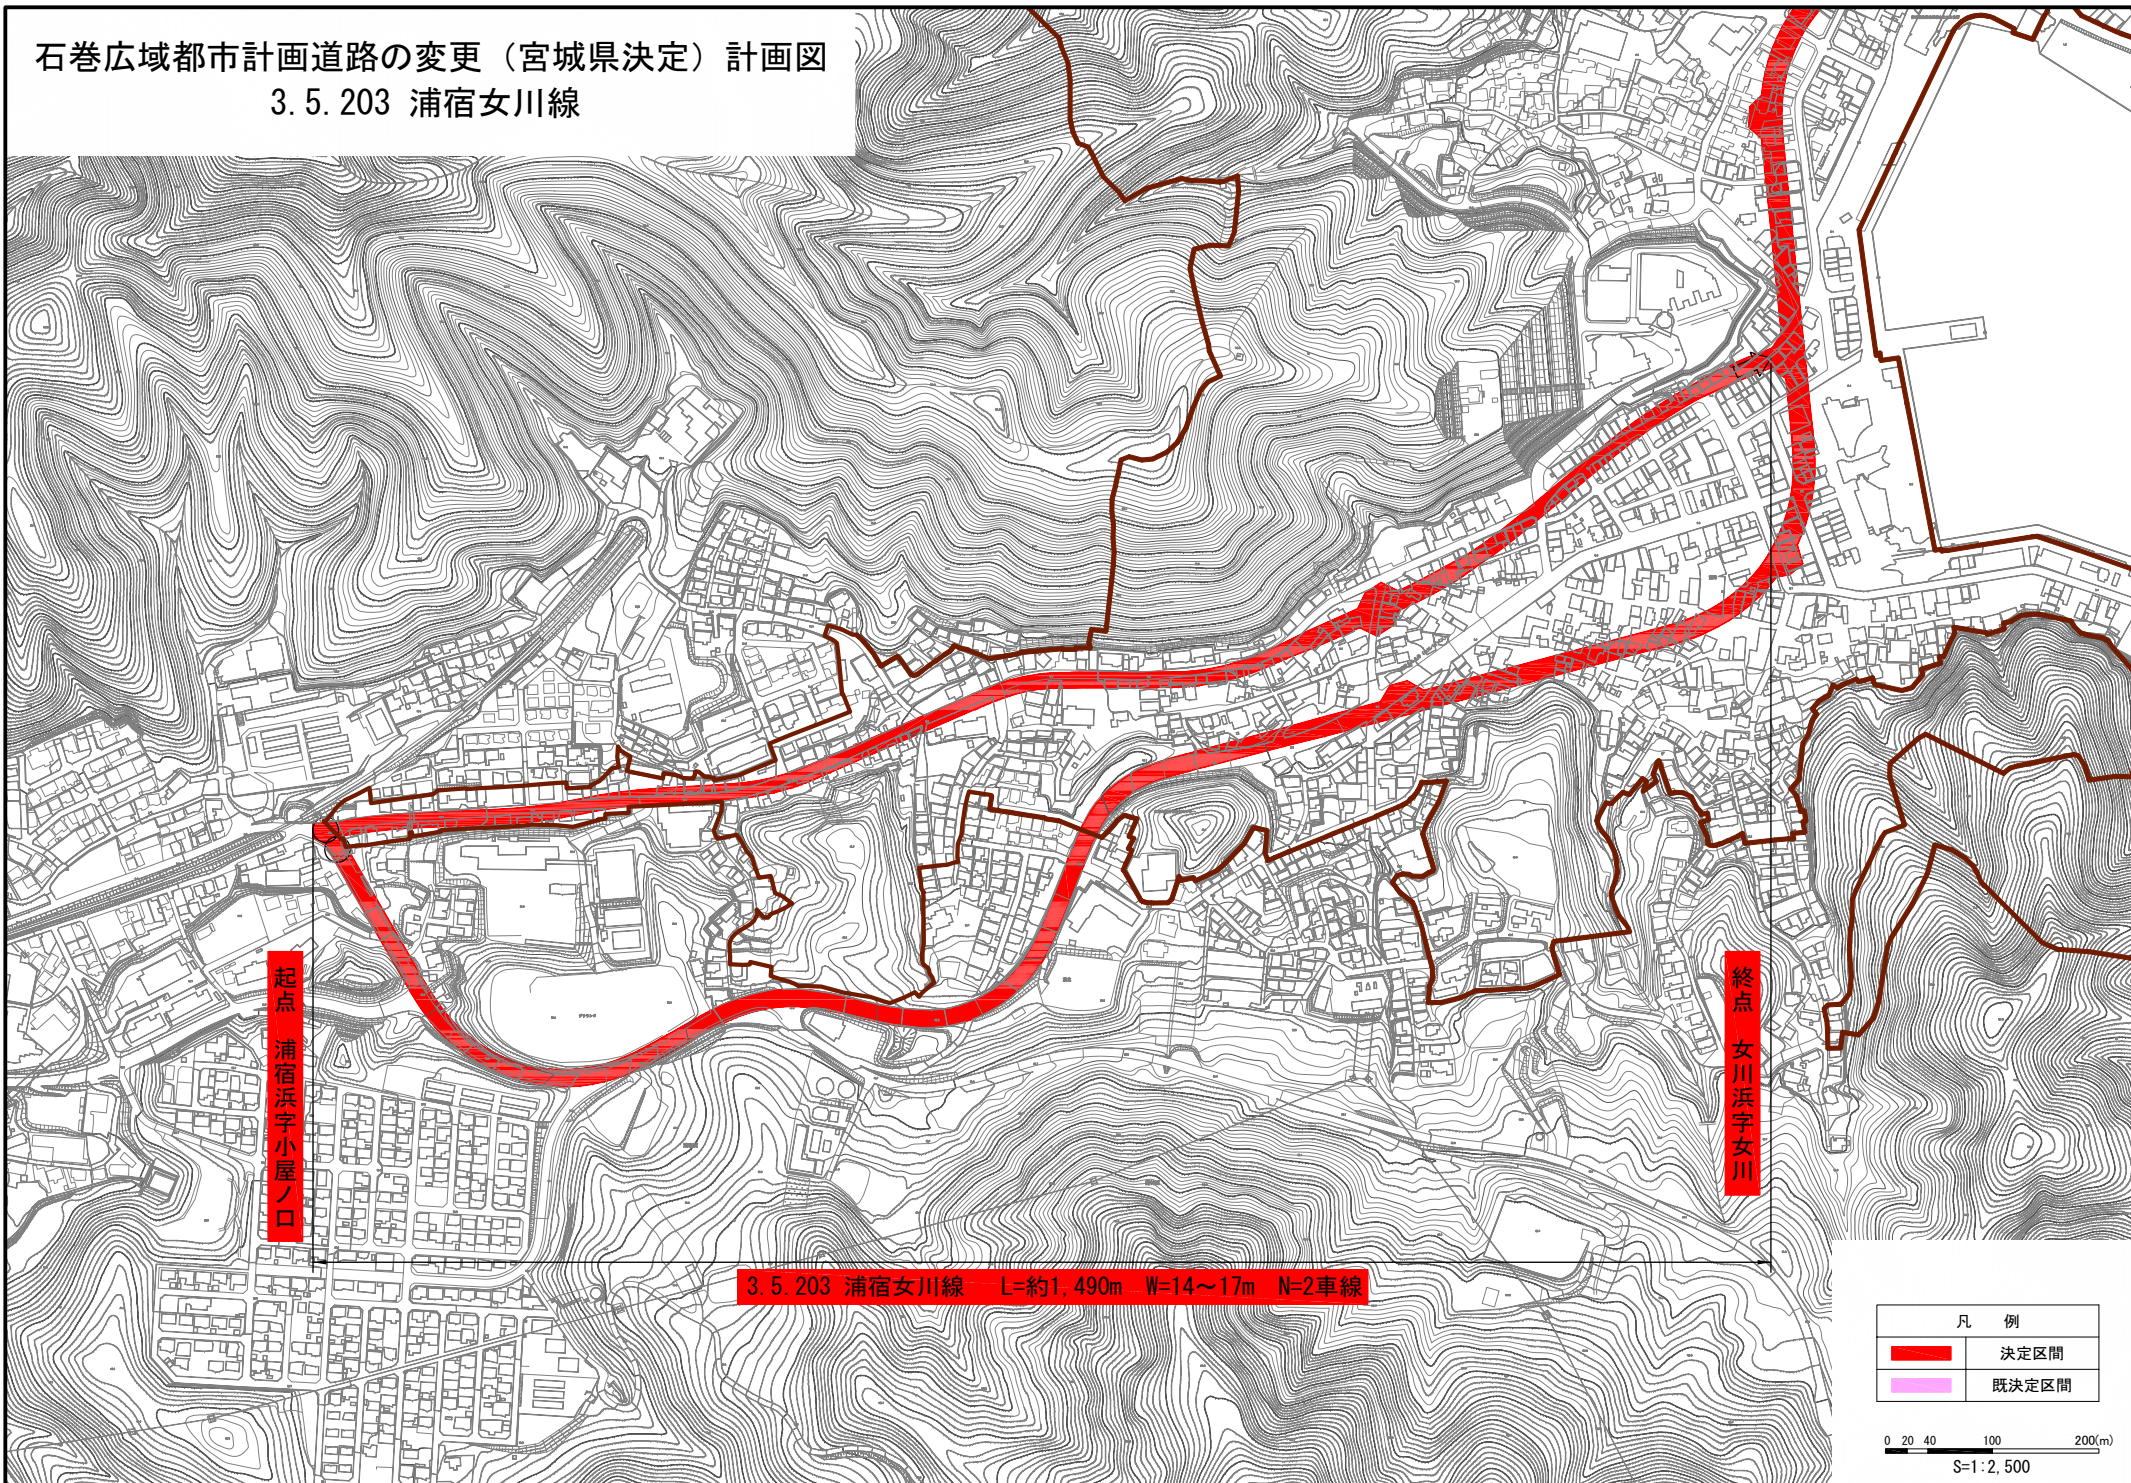 石巻広域都市計画道路の変更（宮城県決定）計画図
3.5.203 浦宿女川線
起点 浦宿浜字小屋ノ口
終点 女川浜字女川
3.5.203 浦宿女川線 L=約1,490m W=14～17m N=2車線
凡 例
決定区間
既決定区間
0 20 40 100 200(m)
S=1:2,500